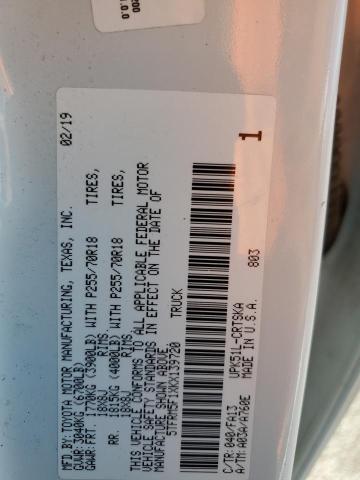 MFD. BY: TOYOTA MOTOR MANUFACTURING, TEXAS, INC. 02/19
GVWR: 3040KG (6700LB)
GAWR: FRT. 1770KG (3900LB) WITH P255/70R18 TIRES,
18X8J RIMS,
RR. 1815KG (4000LB) WITH P255/70R18 TIRES,
18X8J RIMS,
THIS VEHICLE CONFORMS TO ALL APPLICABLE FEDERAL MOTOR
VEHICLE SAFETY STANDARDS IN EFFECT ON THE DATE OF
MANUFACTURE SHOWN ABOVE.
5TFRM5F1XKX139720 TRUCK
UPK51L-CRTSKA 803
C/TR: 040/FA13 MADE IN U.S.A.
A/TM: A03A/A760E
1